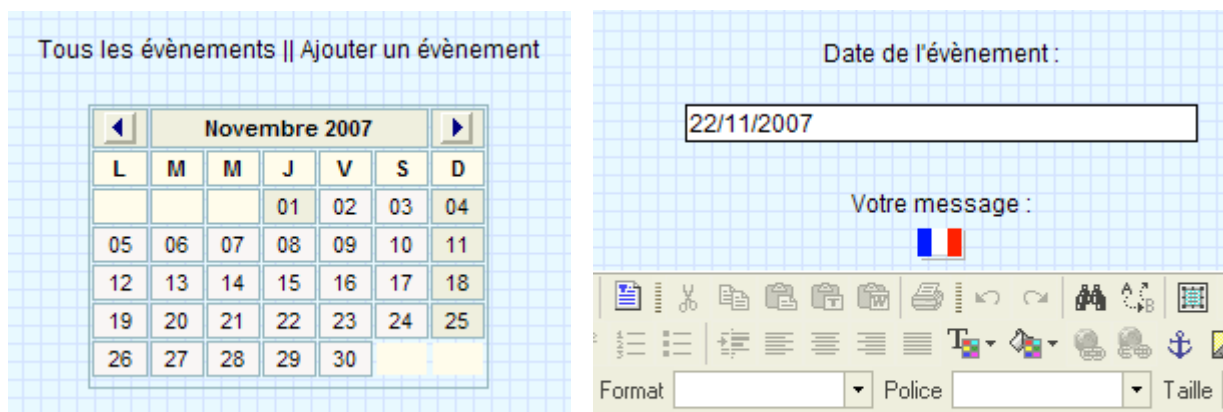 Tous les évènements || Ajouter un évènement
Novembre 2007
L M M J V S D
01 02 03 04
05 06 07 08 09 10 11
12 13 14 15 16 17 18
19 20 21 22 23 24 25
26 27 28 29 30
Date de l'évènement :
22/11/2007
Votre message :
Format Police Taille